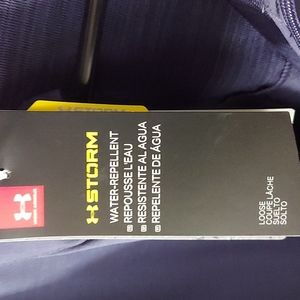 STORM
WATER-REPELLENT
REPOUSSE L'EAU
RESISTENTE AL AGUA
REPELENTE DE ÁGUA
LOOSE
COUPE LÂCHE
SUELTO
SOLTO